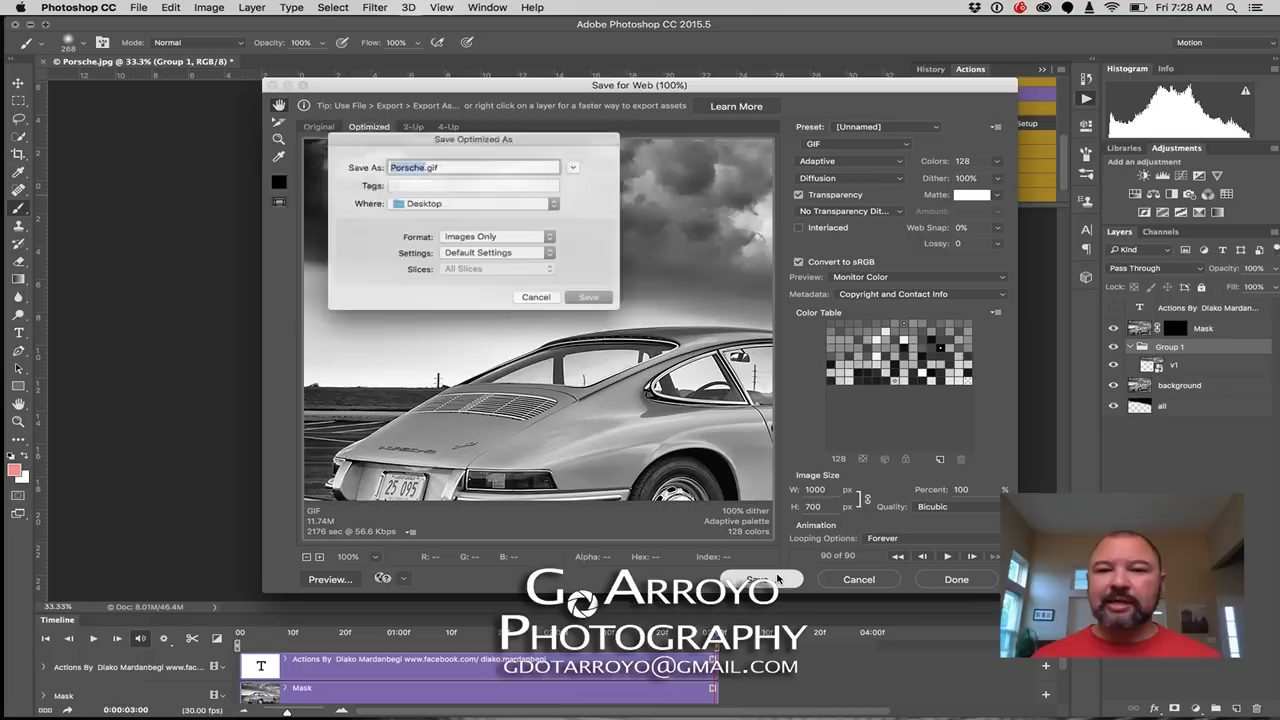 Photoshop CC File Edit Image Layer Type Select Filter 3D View Window Help Fri 7:28 AM
Adobe Photoshop CC 2015.5
268 Mode: Normal Opacity: 100% Flow: 100% Motion
© Porsche.jpg @ 33.3% (Group 1, RGB/8) *
History Actions
Histogram Info
Save for Web (100%)
Tip: Use File > Export > Export As... or right click on a layer for a faster way to export assets Learn More
Original Optimized 2-Up 4-Up
Save Optimized As
Save As: Porsche.gif
Tags:
Where: Desktop
Format: Images Only
Settings: Default Settings
Slices: All Slices
Cancel Save
Preset: [Unnamed]
GIF
Adaptive Colors: 128
Diffusion Dither: 100%
Transparency Matte:
No Transparency Dit... Amount:
Interlaced Web Snap: 0%
Lossy: 0
Convert to sRGB
Preview: Monitor Color
Metadata: Copyright and Contact Info
Color Table
128
Image Size
W: 1000 px Percent: 100 %
H: 700 px Quality: Bicubic
Animation
Looping Options: Forever
90 of 90
Setup
Libraries Adjustments
Add an adjustment
Layers Channels
Kind
Pass Through Opacity: 100%
Lock: Fill: 100%
T Actions By Diako Mardan...
Mask
Group 1
v1
background
all
25 095
GIF
11.74M
2176 sec @ 56.6 Kbps
100% dither
Adaptive palette
128 colors
100% R: -- G: -- B: -- Alpha: -- Hex: -- Index: --
Preview... Cancel Done
33.33% Doc: 8.01M/46.4M
Timeline
00 10f 20f 01:00f 10f 20f 04:00f
Actions By Diako Mardanbegi www.fac... T Actions By Diako Mardanbegi www.facebook.com/ diako.mardanbegi
Mask Mask
0:00:03:00 (30.00 fps)
Go Arroyo
Photography
gdotarroyo@gmail.com